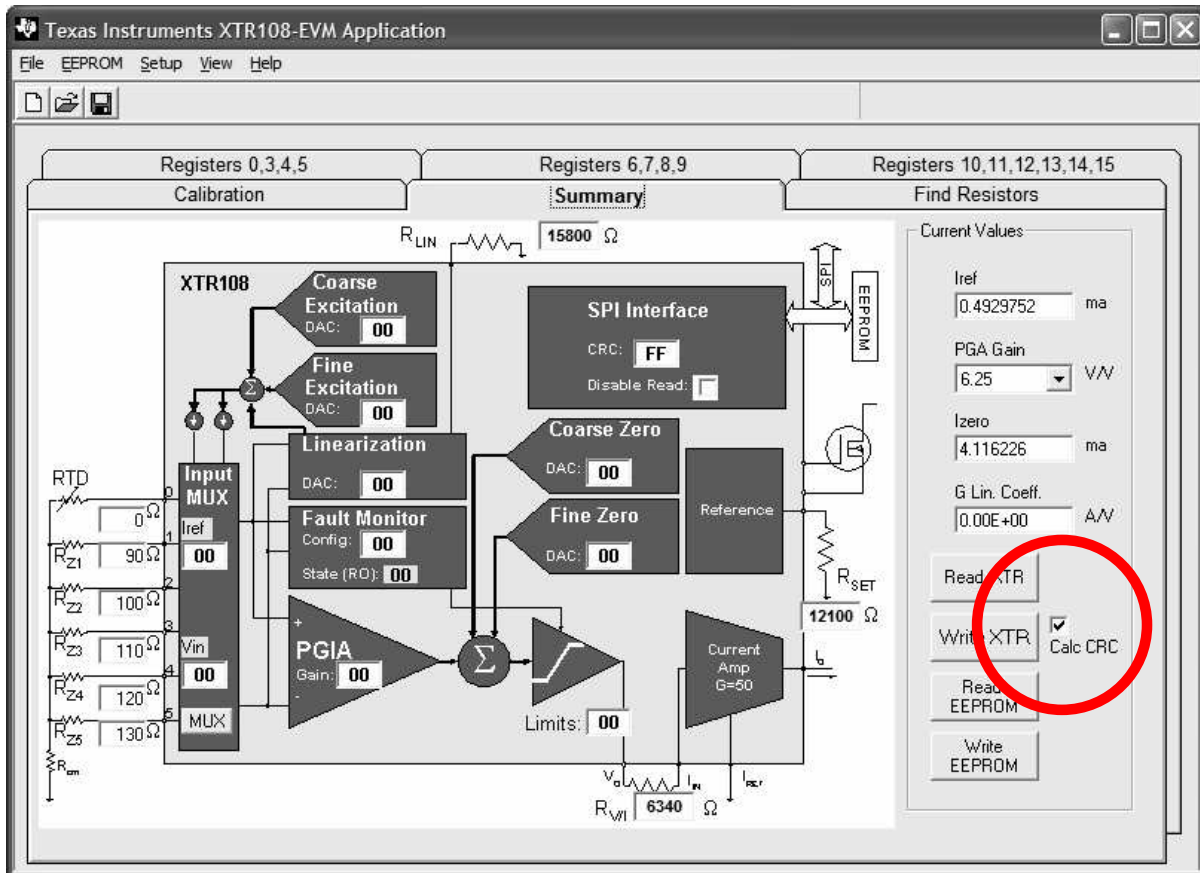 Texas Instruments XTR108-EVM Application
File EEPROM Setup View Help
Registers 0,3,4,5
Registers 6,7,8,9
Registers 10,11,12,13,14,15
Calibration
Summary
Find Resistors
RLIN 15800 Ω
XTR108
Coarse Excitation
DAC: 00
Fine Excitation
DAC: 00
Σ
Linearization
DAC: 00
Fault Monitor
Config: 00
State (RO): 00
SPI Interface
CRC: FF
Disable Read:
SPI
EEPROM
Coarse Zero
DAC: 00
Fine Zero
DAC: 00
Reference
RSET
12100 Ω
RTD
0 Ω
RZ1 90 Ω
RZ2 100 Ω
RZ3 110 Ω
RZ4 120 Ω
RZ5 130 Ω
Rcm
0
1
2
3
4
5
Input MUX
Iref
00
Vin
00
MUX
+
PGIA
Gain: 00
-
Σ
Limits: 00
Current Amp G=50
Io
Vo
IIN
IRET
RV/I 6340 Ω
Current Values
Iref
0.4929752 ma
PGA Gain
6.25 V/V
Izero
4.116226 ma
G Lin. Coeff.
0.00E+00 A/V
Read XTR
Write XTR
Calc CRC
Read EEPROM
Write EEPROM